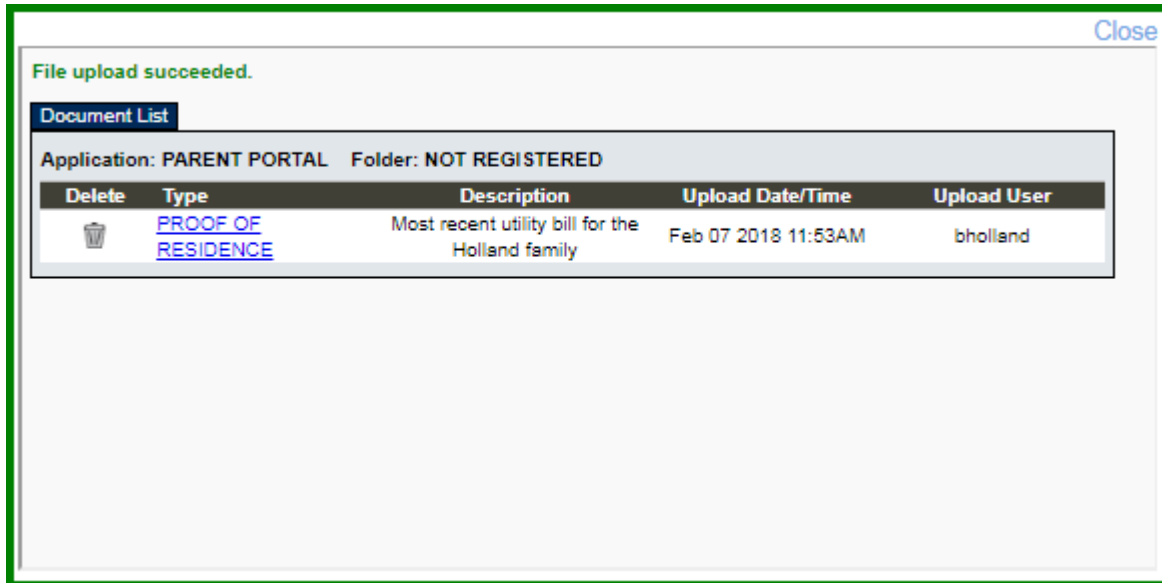 Close
File upload succeeded.
Document List
Application: PARENT PORTAL Folder: NOT REGISTERED
Delete Type Description Upload Date/Time Upload User
PROOF OF RESIDENCE Most recent utility bill for the Holland family Feb 07 2018 11:53AM bholland